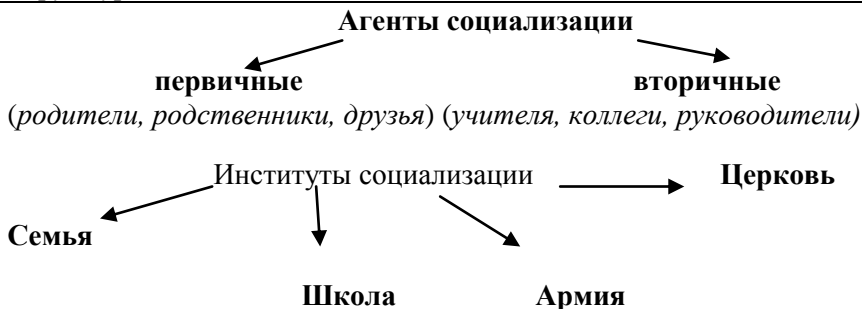 Агенты социализации
первичные вторичные
(родители, родственники, друзья) (учителя, коллеги, руководители)
Институты социализации Церковь
Семья
Школа Армия